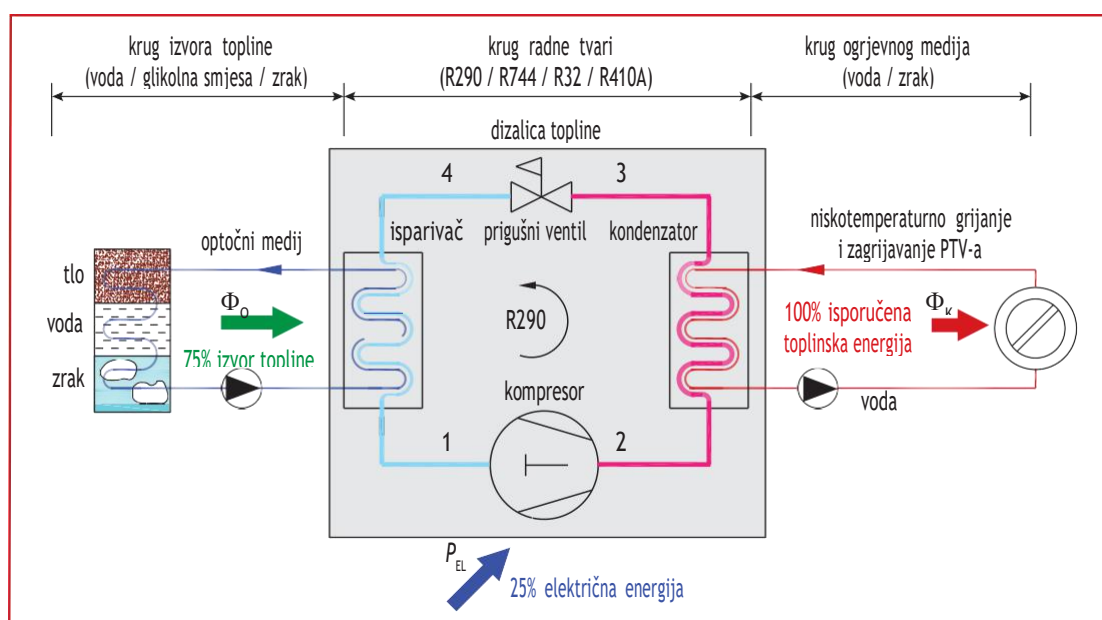 krug izvora topline
(voda / glikolna smjesa / zrak)
krug radne tvari
(R290 / R744 / R32 / R410A)
krug ogrjevnog medija
(voda / zrak)
dizalica topline
4
3
isparivač
prigušni ventil
kondenzator
niskotemperaturno grijanje
i zagrijavanje PTV-a
optočni medij
tlo
voda
zrak
Φo
75% izvor topline
R290
100% isporučena
toplinska energija
Φκ
kompresor
voda
1
2
PEL
25% električna energija